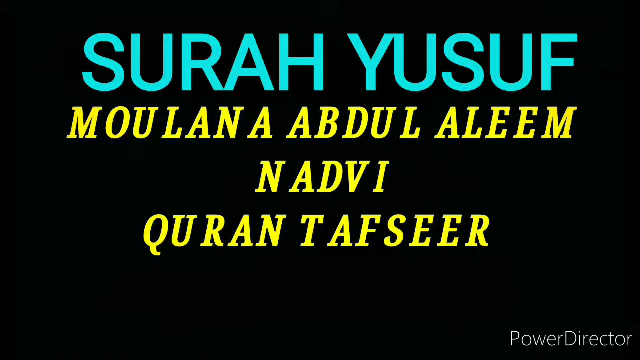 SURAH YUSUF
MOULANA ABDUL ALEEM
NADVI
QURAN TAFSEER
PowerDirector